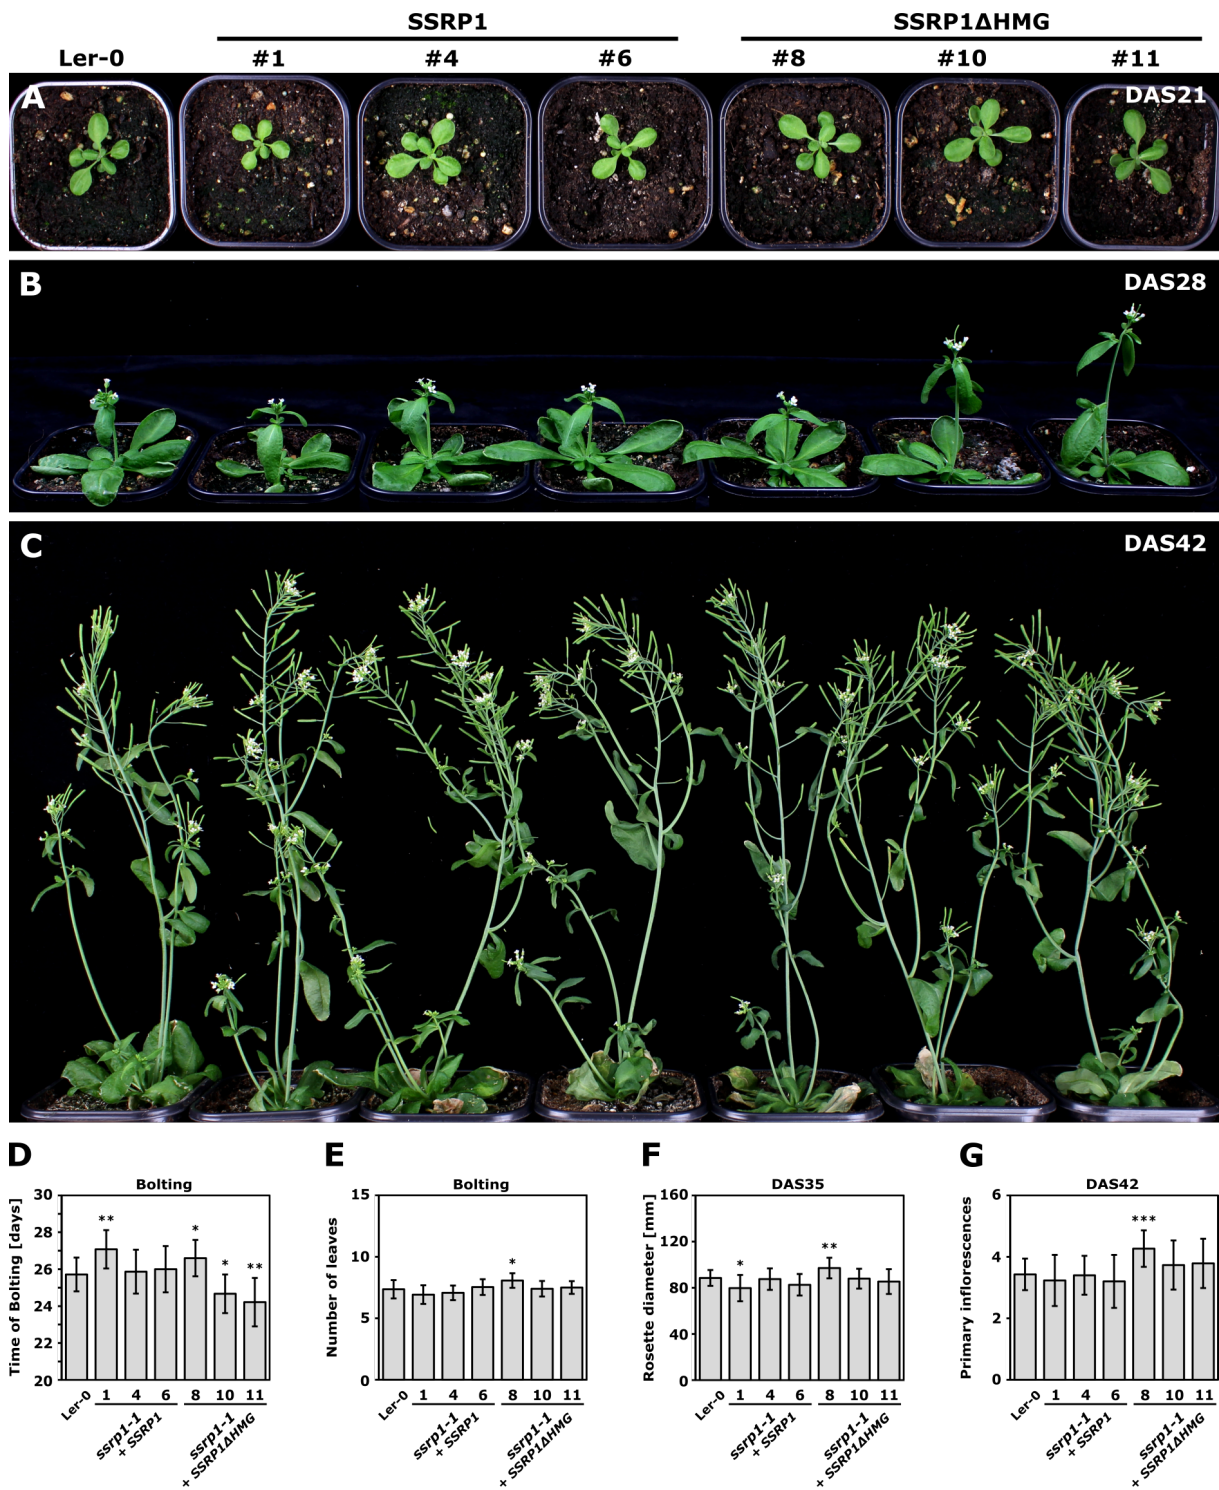 SSRP1 SSRP1ΔHMG
Ler-0 #1 #4 #6 #8 #10 #11
A DAS21
B DAS28
C DAS42
D E F G
Bolting
Time of Bolting [days]
30
28
26
24
22
20
** * * **
Ler-0 1 4 6 8 10 11
ssrp1-1
+ SSRP1
ssrp1-1
+ SSRP1ΔHMG
Bolting
Number of leaves
15
10
5
0
*
Ler-0 1 4 6 8 10 11
ssrp1-1
+ SSRP1
ssrp1-1
+ SSRP1ΔHMG
DAS35
Rosette diameter [mm]
160
120
80
40
0
* **
Ler-0 1 4 6 8 10 11
ssrp1-1
+ SSRP1
ssrp1-1
+ SSRP1ΔHMG
DAS42
Primary inflorescences
6
4
2
0
***
Ler-0 1 4 6 8 10 11
ssrp1-1
+ SSRP1
ssrp1-1
+ SSRP1ΔHMG